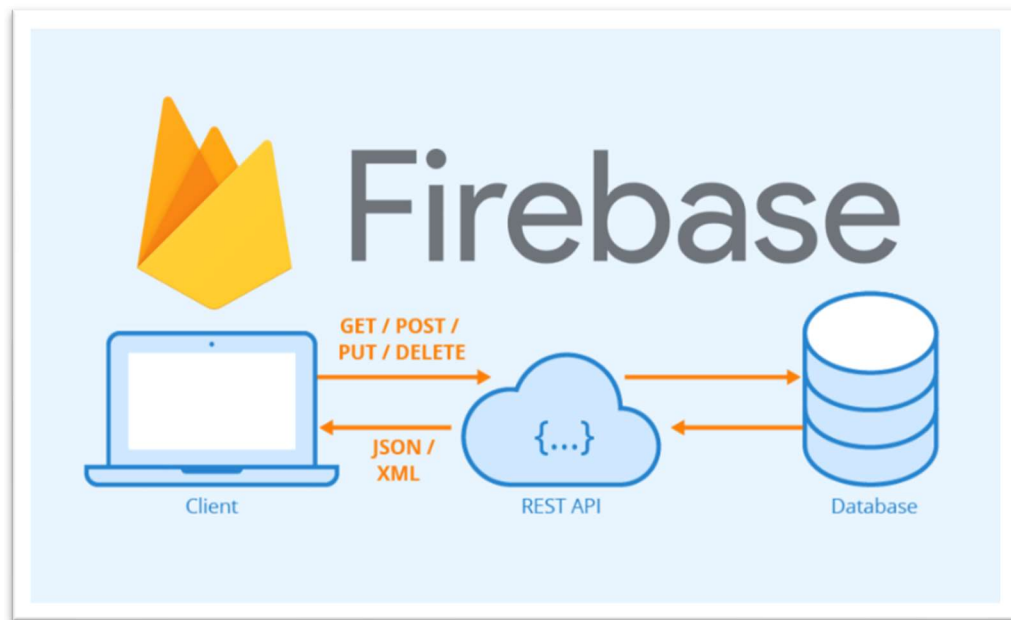 Firebase
GET / POST /
PUT / DELETE
{...}
JSON /
XML
Client
REST API
Database